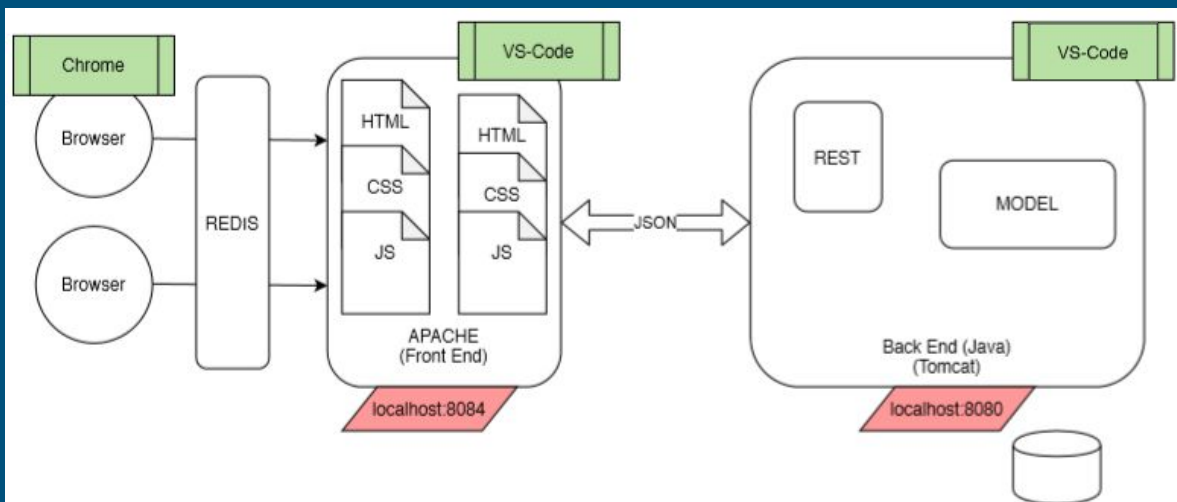 Chrome
VS-Code
VS-Code
Browser
Browser
REDIS
HTML
CSS
JS
HTML
CSS
JS
APACHE
(Front End)
localhost:8084
JSON
REST
MODEL
Back End (Java)
(Tomcat)
localhost:8080